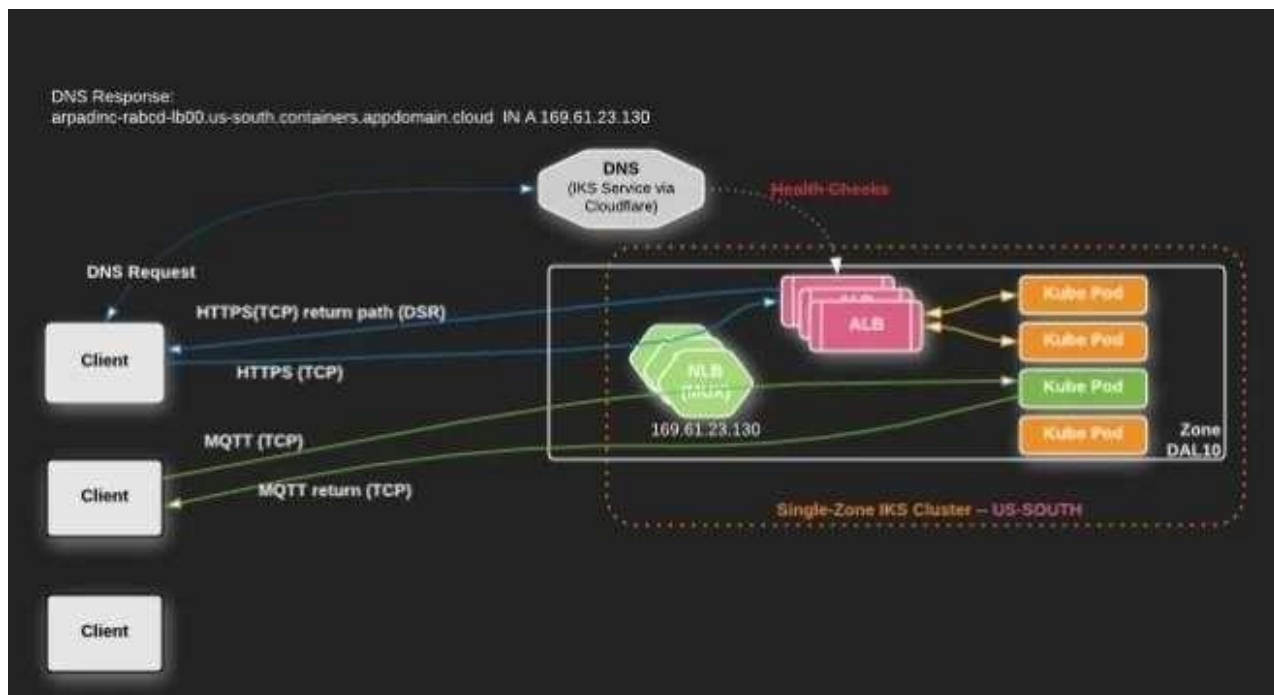 DNS Response:
arpadinc-rabcd-lb00.us-south.containers.appdomain.cloud IN A 169.61.23.130
DNS
(IKS Service via
Cloudflare)
Health Checks
DNS Request
HTTPS(TCP) return path (DSR)
Client
HTTPS (TCP)
ALB
ALB
Kube Pod
Kube Pod
Kube Pod
Kube Pod
NLB
(MUX)
169.61.23.130
Zone
DAL10
MQTT (TCP)
Client
MQTT return (TCP)
Single-Zone IKS Cluster -- US-SOUTH
Client